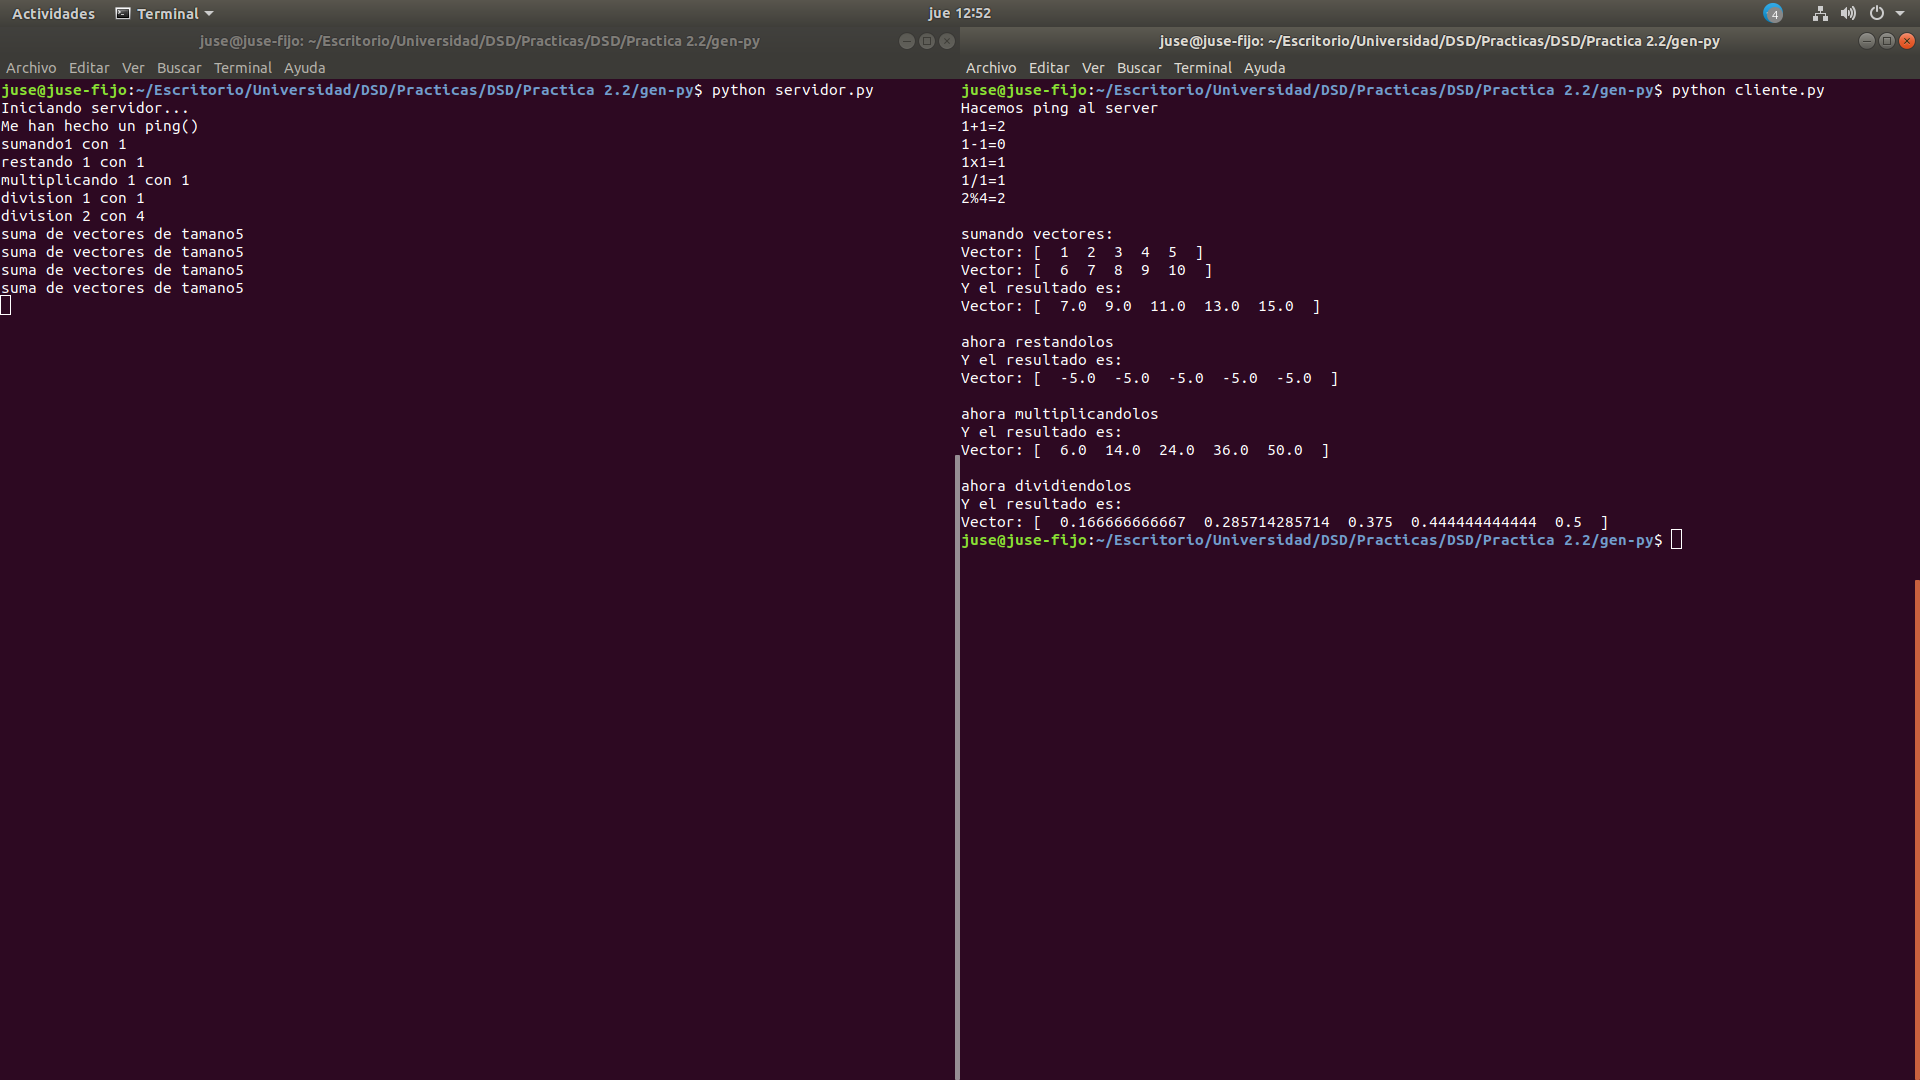 Actividades Terminal jue 12:52 4
juse@juse-fijo: ~/Escritorio/Universidad/DSD/Practicas/DSD/Practica 2.2/gen-py
Archivo Editar Ver Buscar Terminal Ayuda
juse@juse-fijo:~/Escritorio/Universidad/DSD/Practicas/DSD/Practica 2.2/gen-py$ python servidor.py
Iniciando servidor...
Me han hecho un ping()
sumando1 con 1
restando 1 con 1
multiplicando 1 con 1
division 1 con 1
division 2 con 4
suma de vectores de tamano5
suma de vectores de tamano5
suma de vectores de tamano5
suma de vectores de tamano5
juse@juse-fijo: ~/Escritorio/Universidad/DSD/Practicas/DSD/Practica 2.2/gen-py
Archivo Editar Ver Buscar Terminal Ayuda
juse@juse-fijo:~/Escritorio/Universidad/DSD/Practicas/DSD/Practica 2.2/gen-py$ python cliente.py
Hacemos ping al server
1+1=2
1-1=0
1x1=1
1/1=1
2%4=2
sumando vectores:
Vector: [  1  2  3  4  5  ]
Vector: [  6  7  8  9  10  ]
Y el resultado es:
Vector: [  7.0  9.0  11.0  13.0  15.0  ]
ahora restandolos
Y el resultado es:
Vector: [  -5.0  -5.0  -5.0  -5.0  -5.0  ]
ahora multiplicandolos
Y el resultado es:
Vector: [  6.0  14.0  24.0  36.0  50.0  ]
ahora dividiendolos
Y el resultado es:
Vector: [  0.166666666667  0.285714285714  0.375  0.444444444444  0.5  ]
juse@juse-fijo:~/Escritorio/Universidad/DSD/Practicas/DSD/Practica 2.2/gen-py$